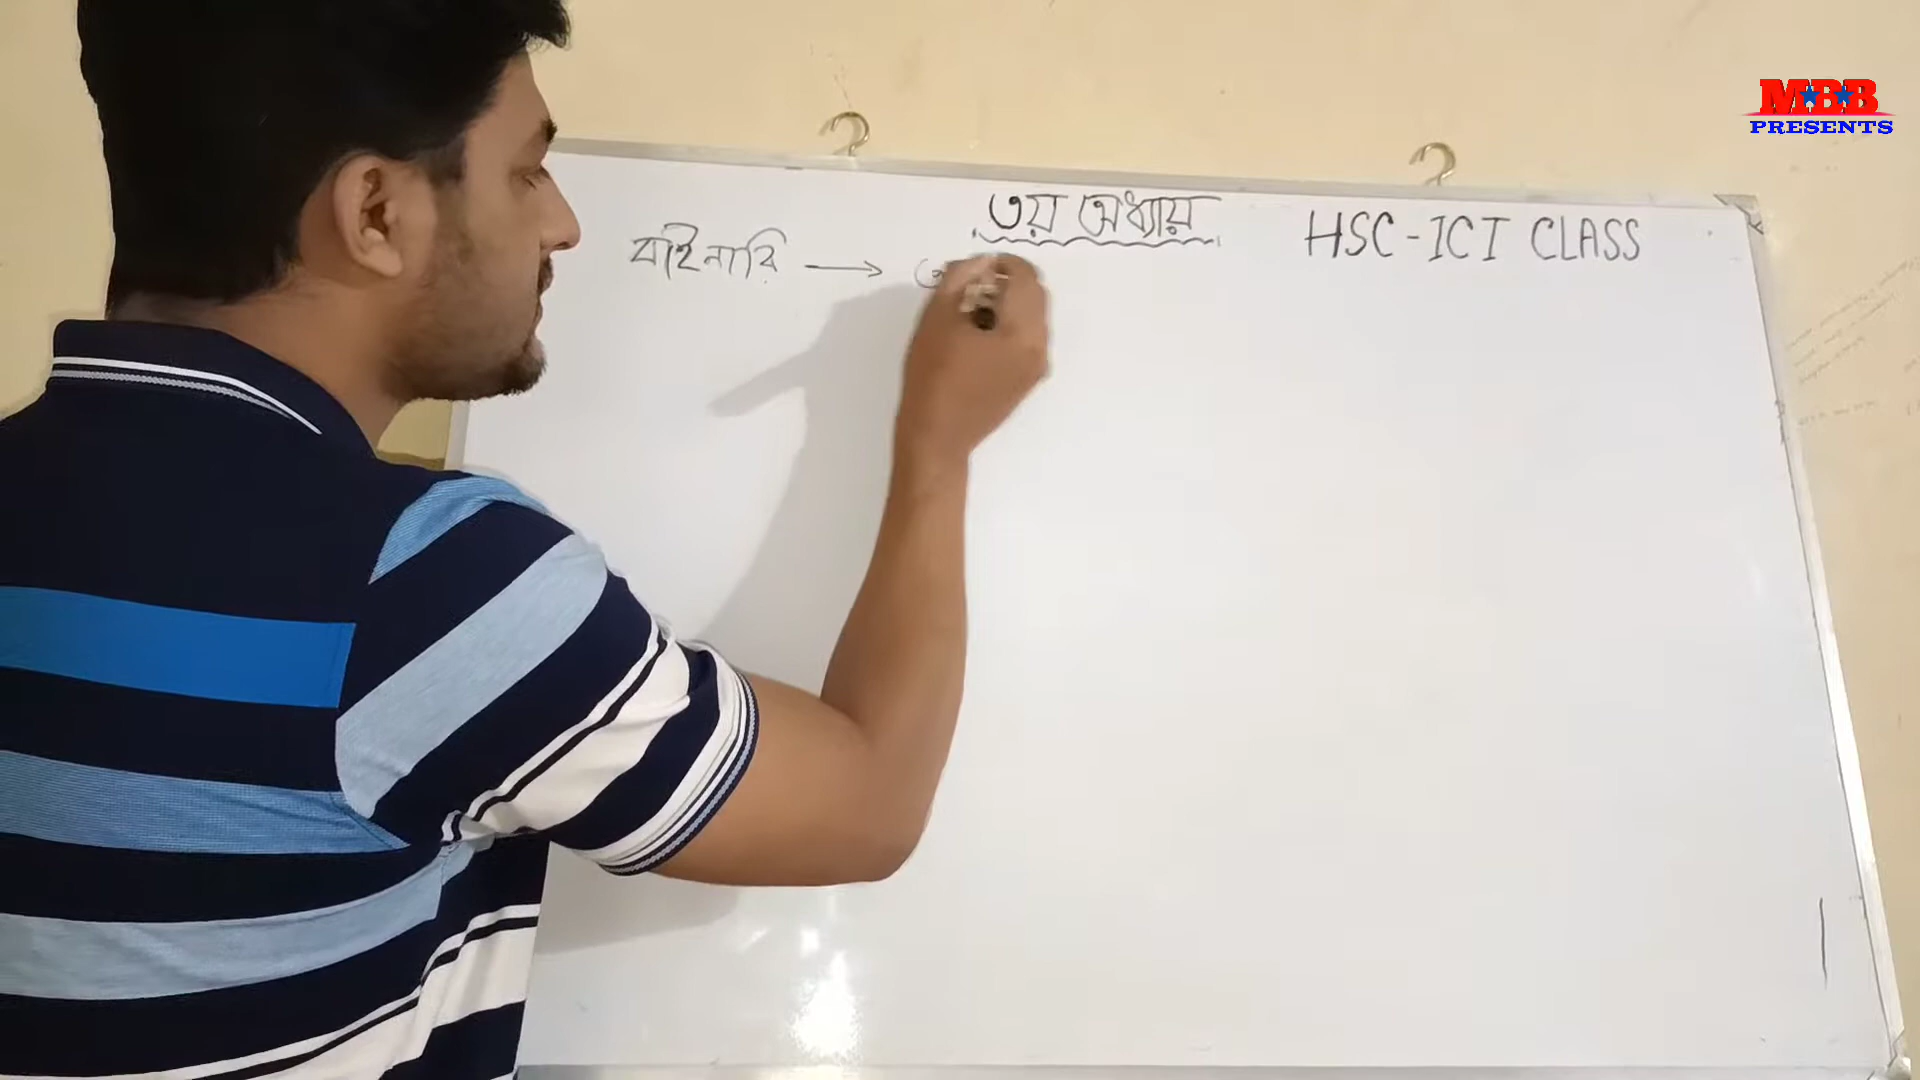 MBB
PRESENTS
৩য় অধ্যায়
HSC-ICT CLASS
বাইনারি →